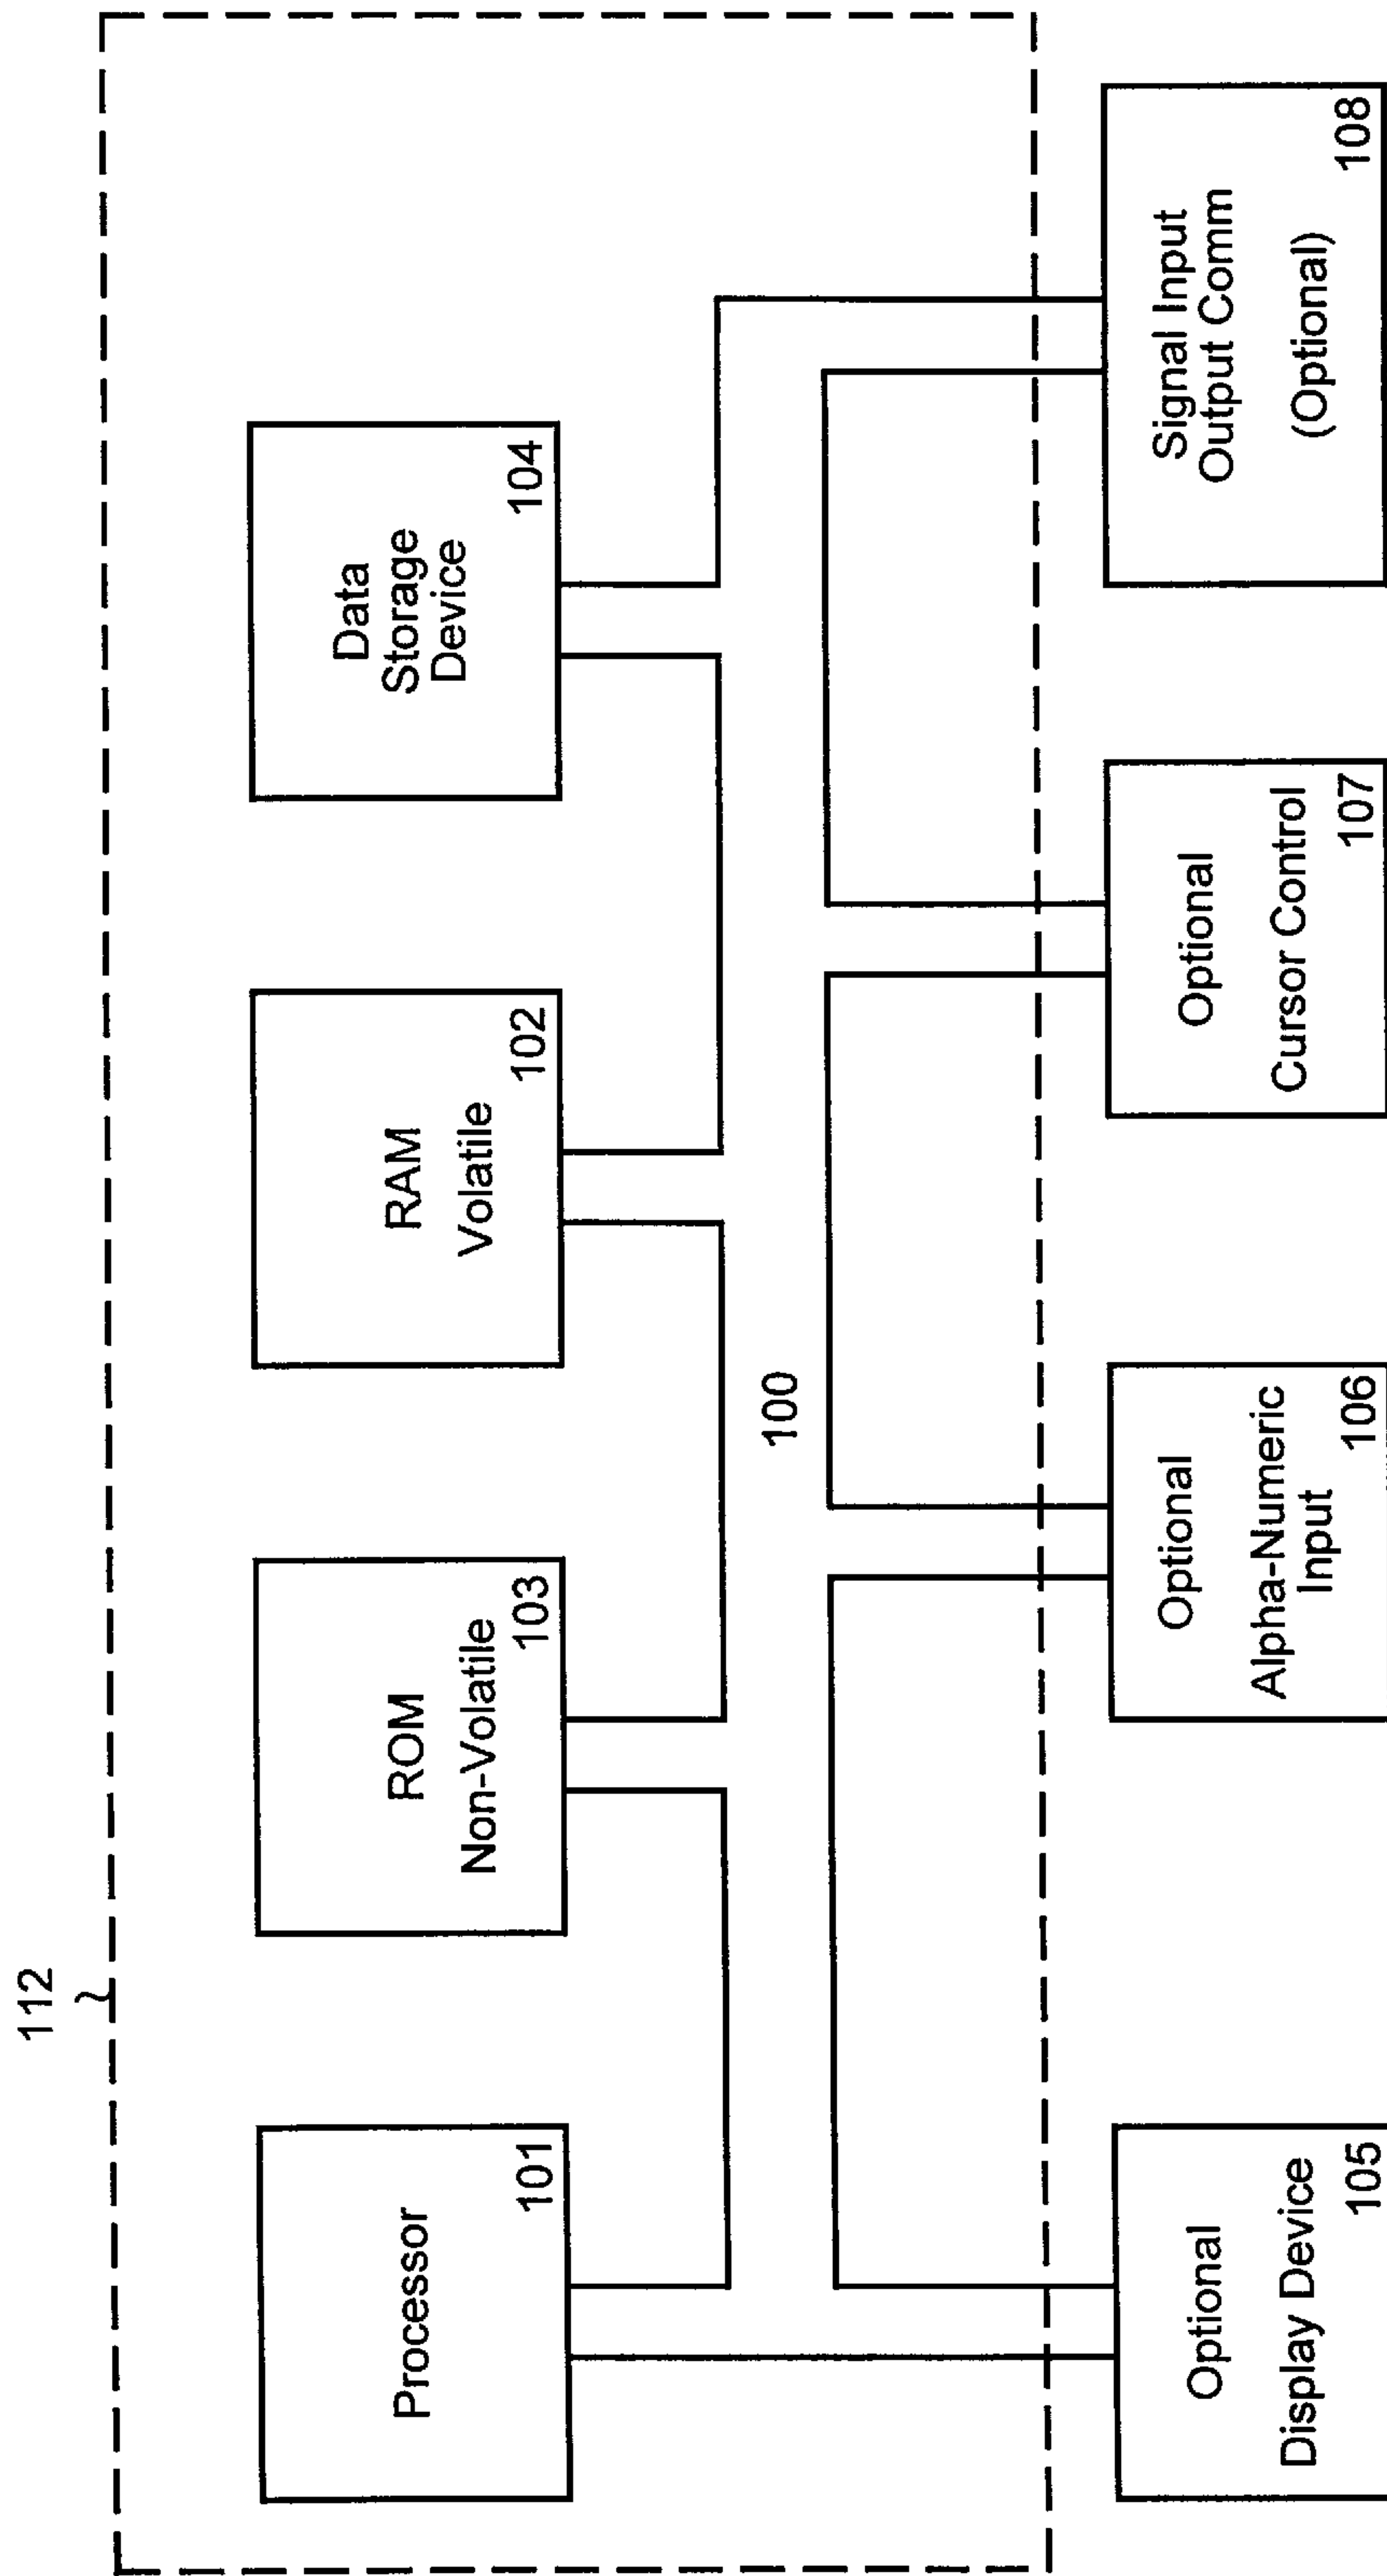 112
Processor
101
ROM
Non-Volatile
103
RAM
Volatile
102
Data
Storage
Device
104
100
Optional
Display Device
105
Optional
Alpha-Numeric
Input
106
Optional
Cursor Control
107
Signal Input
Output Comm
(Optional)
108